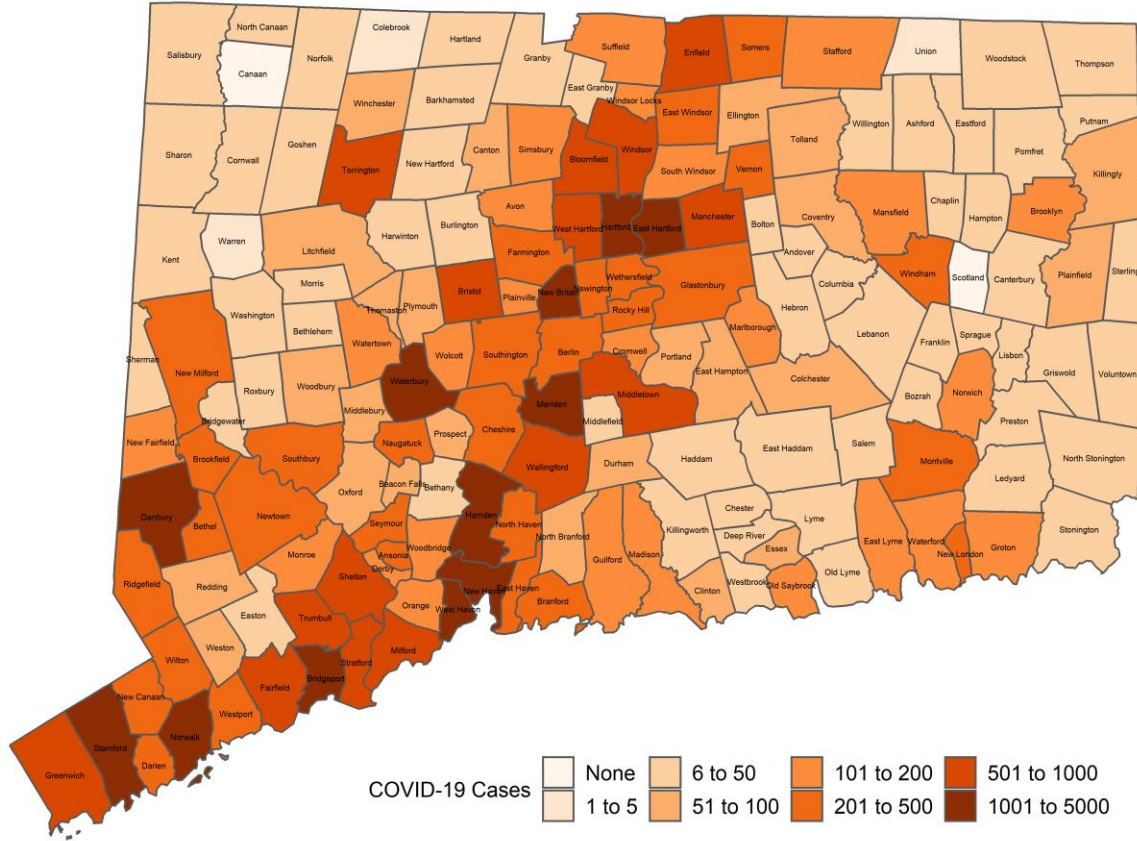 North Canaan
Colebrook
Salisbury
Canaan
Norfolk
Hartland
Granby
Suffield
Enfield
Somers
Stafford
Union
Woodstock
Thompson
East Granby
Windsor Locks
Winchester
Barkhamsted
East Windsor
Ellington
Willington
Ashford
Eastford
Putnam
Sharon
Cornwall
Goshen
Torrington
New Hartford
Canton
Simsbury
Bloomfield
Windsor
South Windsor
Vernon
Tolland
Pomfret
Killingly
Kent
Warren
Litchfield
Harwinton
Burlington
Avon
West Hartford
Hartford
East Hartford
Manchester
Bolton
Coventry
Mansfield
Chaplin
Hampton
Brooklyn
Farmington
Andover
Columbia
Windham
Scotland
Canterbury
Plainfield
Sterling
Morris
Bristol
Plainville
New Britain
Newington
Wethersfield
Glastonbury
Hebron
Washington
Bethlehem
Thomaston
Plymouth
Rocky Hill
Marlborough
Lebanon
Franklin
Sprague
Lisbon
Griswold
Voluntown
Sherman
New Milford
Watertown
Wolcott
Southington
Berlin
Cromwell
Portland
East Hampton
Colchester
Bozrah
Norwich
Preston
Roxbury
Woodbury
Waterbury
Middlebury
Meriden
Middletown
Middlefield
Bridgewater
New Fairfield
Brookfield
Southbury
Naugatuck
Prospect
Cheshire
Wallingford
Durham
Haddam
East Haddam
Salem
Montville
Ledyard
North Stonington
Danbury
Bethel
Newtown
Oxford
Beacon Falls
Bethany
Hamden
North Haven
North Branford
Guilford
Madison
Killingworth
Chester
Deep River
Essex
Lyme
East Lyme
Waterford
New London
Groton
Stonington
Ridgefield
Redding
Monroe
Seymour
Ansonia
Derby
Woodbridge
Shelton
Orange
West Haven
New Haven
East Haven
Branford
Clinton
Westbrook
Old Saybrook
Old Lyme
Easton
Trumbull
Weston
Wilton
Fairfield
Bridgeport
Stratford
Milford
New Canaan
Westport
Norwalk
Darien
Stamford
Greenwich
COVID-19 Cases
None
6 to 50
101 to 200
501 to 1000
1 to 5
51 to 100
201 to 500
1001 to 5000